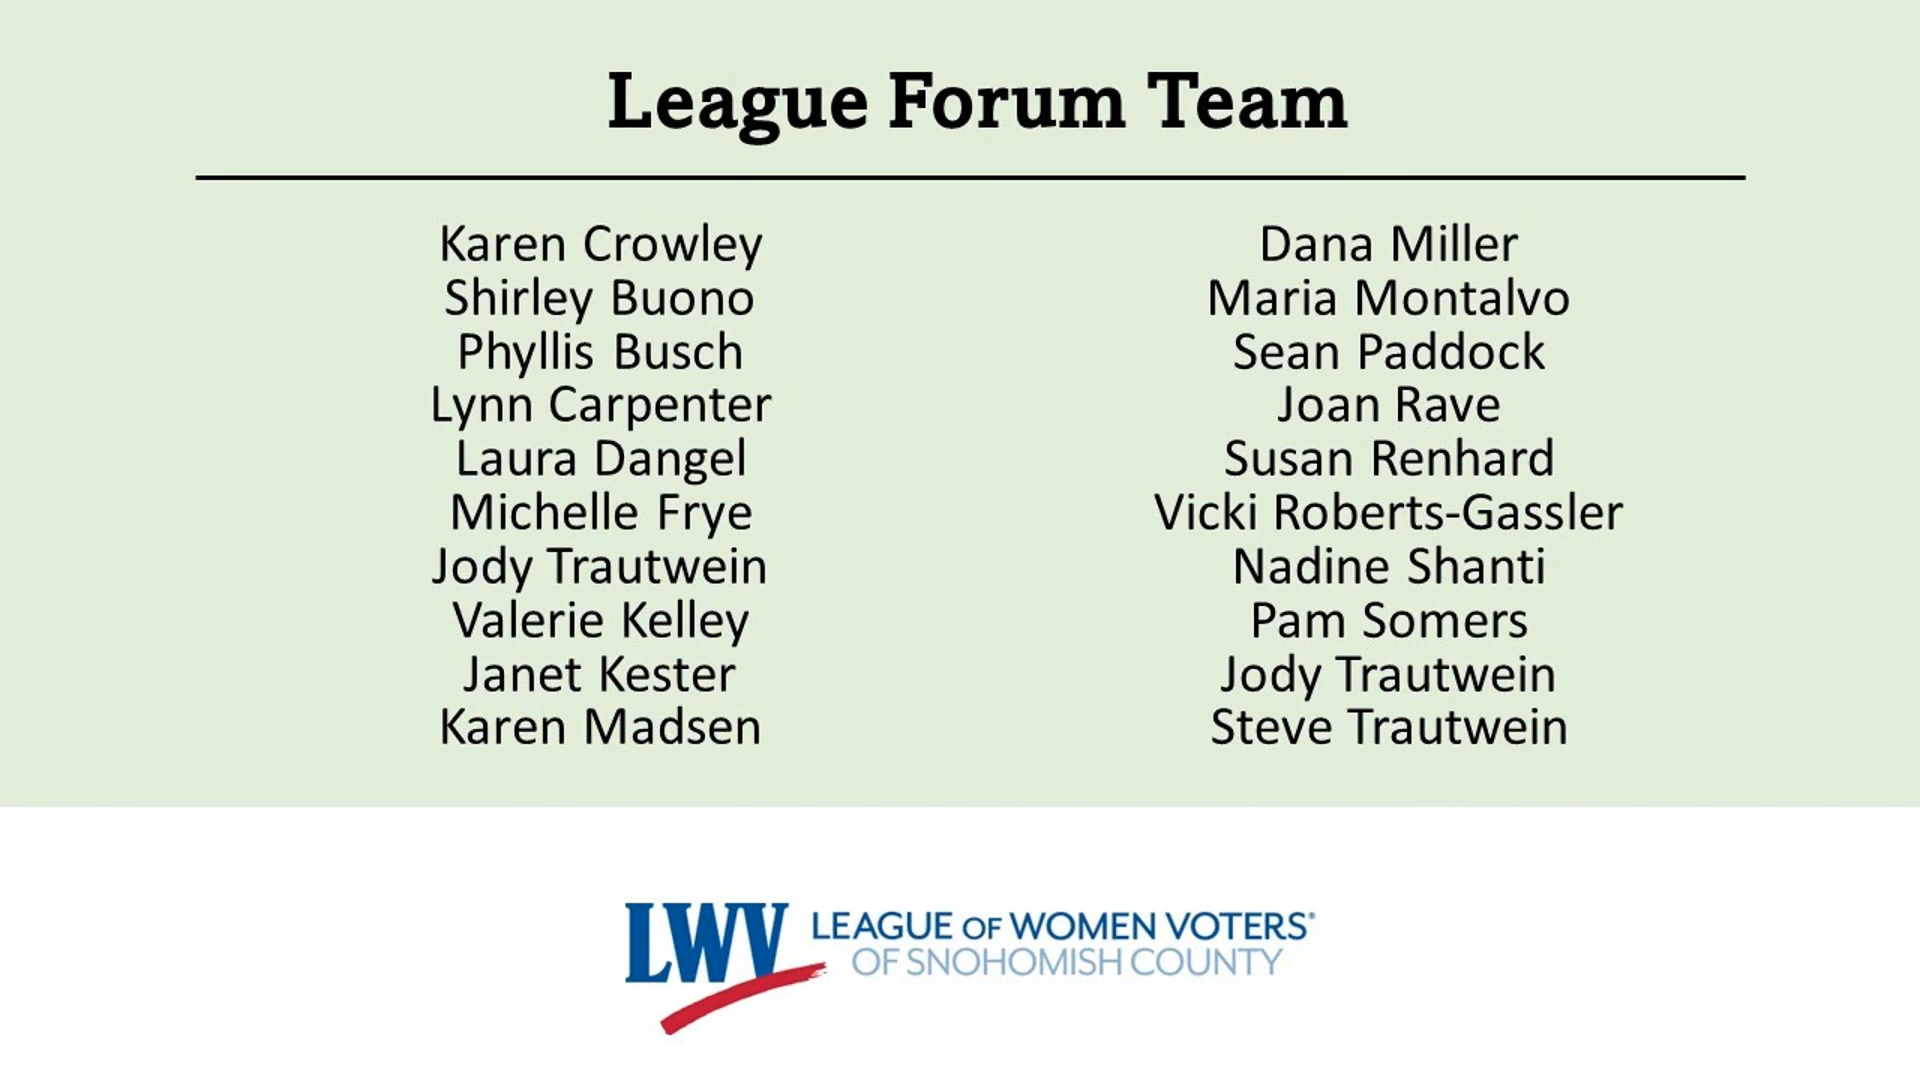 League Forum Team
Karen Crowley
Shirley Buono
Phyllis Busch
Lynn Carpenter
Laura Dangel
Michelle Frye
Jody Trautwein
Valerie Kelley
Janet Kester
Karen Madsen
Dana Miller
Maria Montalvo
Sean Paddock
Joan Rave
Susan Renhard
Vicki Roberts-Gassler
Nadine Shanti
Pam Somers
Jody Trautwein
Steve Trautwein
LWV LEAGUE OF WOMEN VOTERS®
OF SNOHOMISH COUNTY